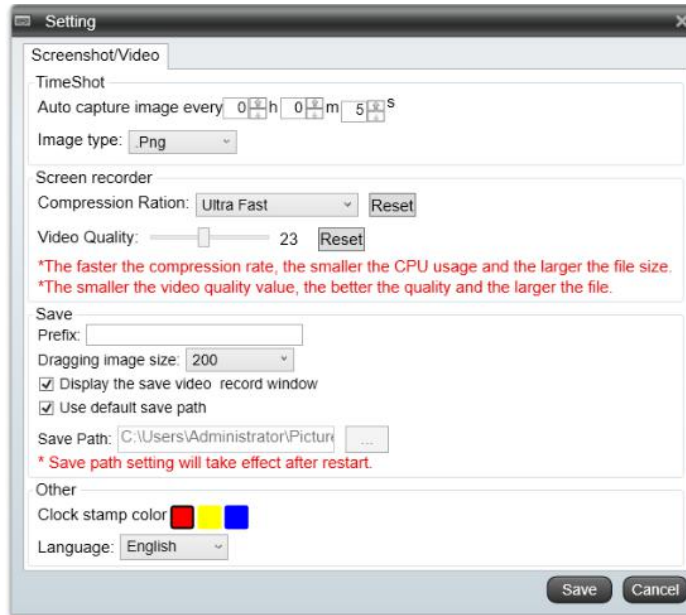 Setting
Screenshot/Video
TimeShot
Auto capture image every 0 h 0 m 5 s
Image type: .Png
Screen recorder
Compression Ration: Ultra Fast Reset
Video Quality: 23 Reset
*The faster the compression rate, the smaller the CPU usage and the larger the file size.
*The smaller the video quality value, the better the quality and the larger the file.
Save
Prefix:
Dragging image size: 200
Display the save video record window
Use default save path
Save Path: C:\Users\Administrator\Picture ...
* Save path setting will take effect after restart.
Other
Clock stamp color
Language: English
Save Cancel